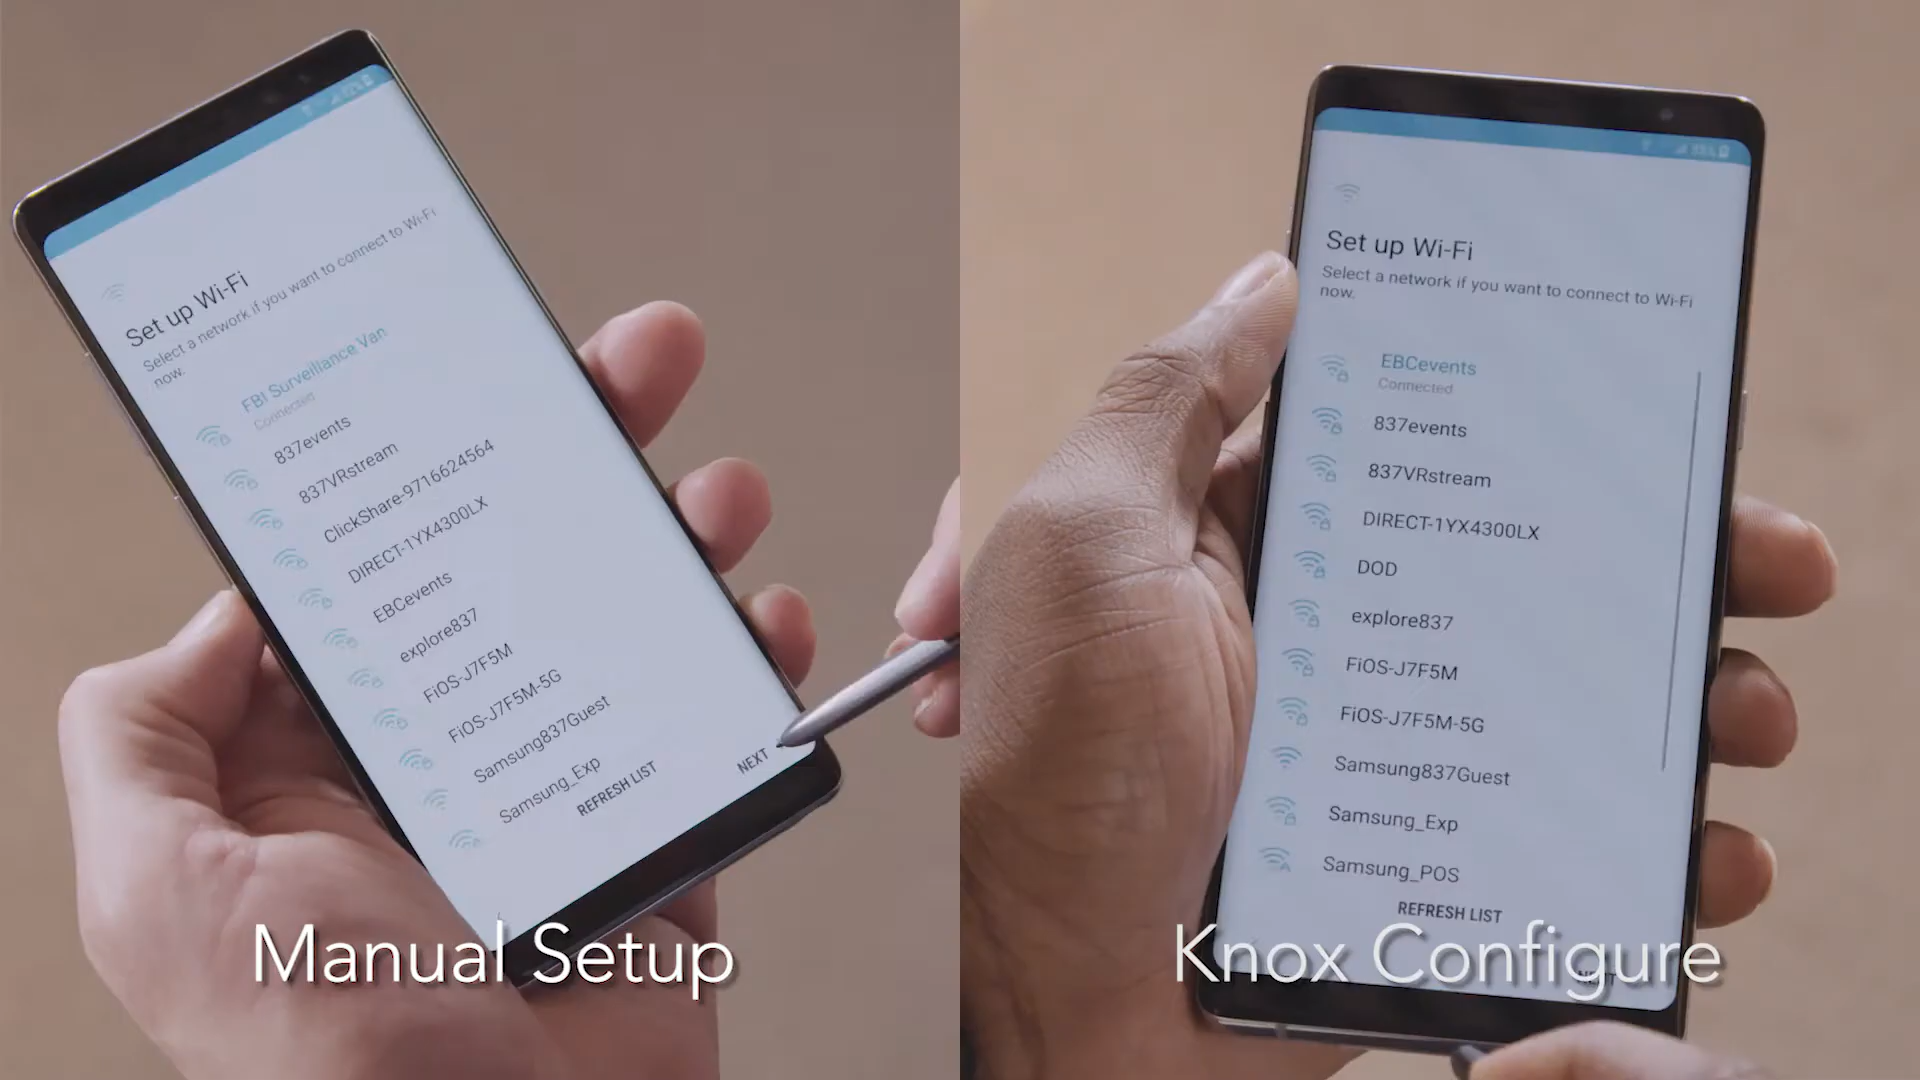 Set up Wi-Fi
Select a network if you want to connect to Wi-Fi
now.
FBI Surveillance Van
Connected
837events
837VRstream
ClickShare-9716624564
DIRECT-1YX4300LX
EBCevents
explore837
FiOS-J7F5M
FiOS-J7F5M-5G
Samsung837Guest
Samsung_Exp
REFRESH LIST
NEXT
Manual Setup
Set up Wi-Fi
Select a network if you want to connect to Wi-Fi
now.
EBCevents
Connected
837events
837VRstream
DIRECT-1YX4300LX
DOD
explore837
FiOS-J7F5M
FiOS-J7F5M-5G
Samsung837Guest
Samsung_Exp
Samsung_POS
REFRESH LIST
Knox Configure